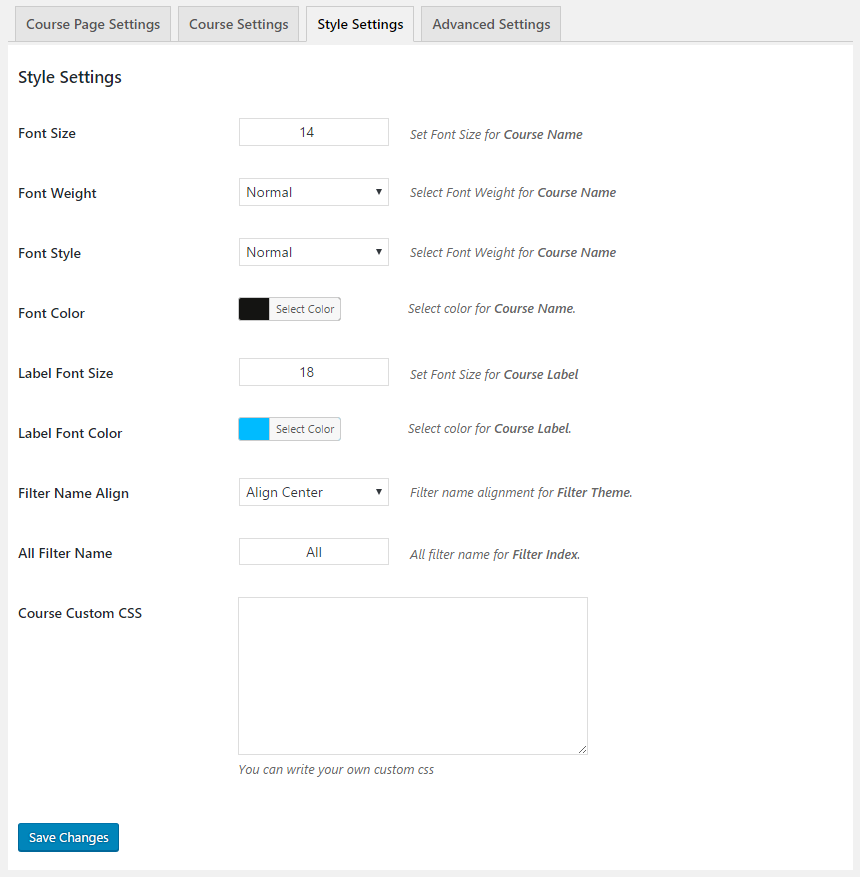 Course Page Settings Course Settings Style Settings Advanced Settings
Style Settings
Font Size 14 Set Font Size for Course Name
Font Weight Normal Select Font Weight for Course Name
Font Style Normal Select Font Weight for Course Name
Font Color Select Color Select color for Course Name.
Label Font Size 18 Set Font Size for Course Label
Label Font Color Select Color Select color for Course Label.
Filter Name Align Align Center Filter name alignment for Filter Theme.
All Filter Name All All filter name for Filter Index.
Course Custom CSS
You can write your own custom css
Save Changes